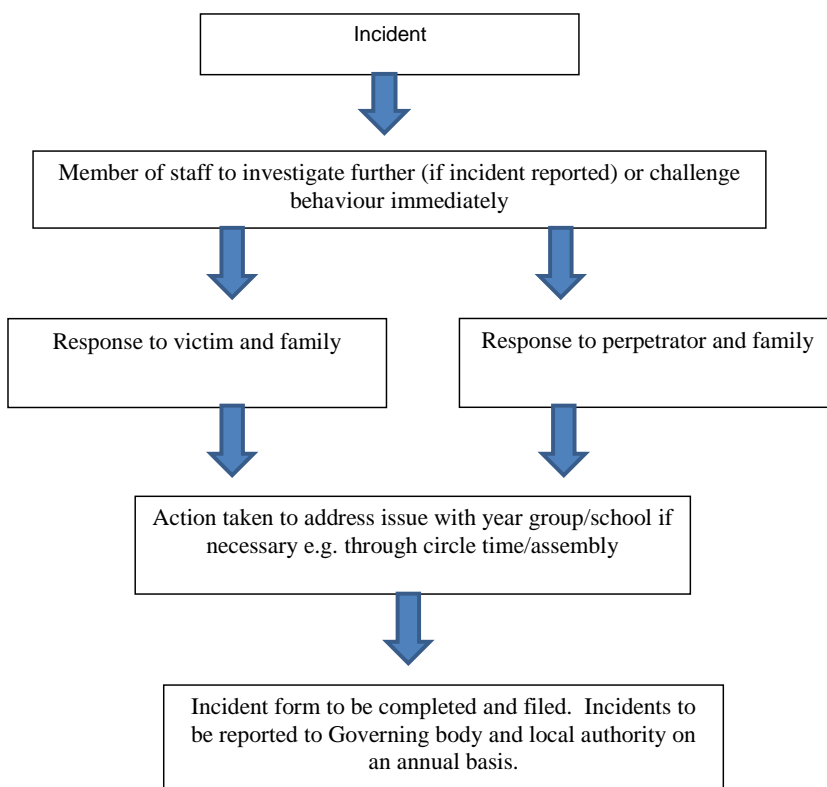 Incident
Member of staff to investigate further (if incident reported) or challenge
behaviour immediately
Response to victim and family
Response to perpetrator and family
Action taken to address issue with year group/school if
necessary e.g. through circle time/assembly
Incident form to be completed and filed.  Incidents to
be reported to Governing body and local authority on
an annual basis.